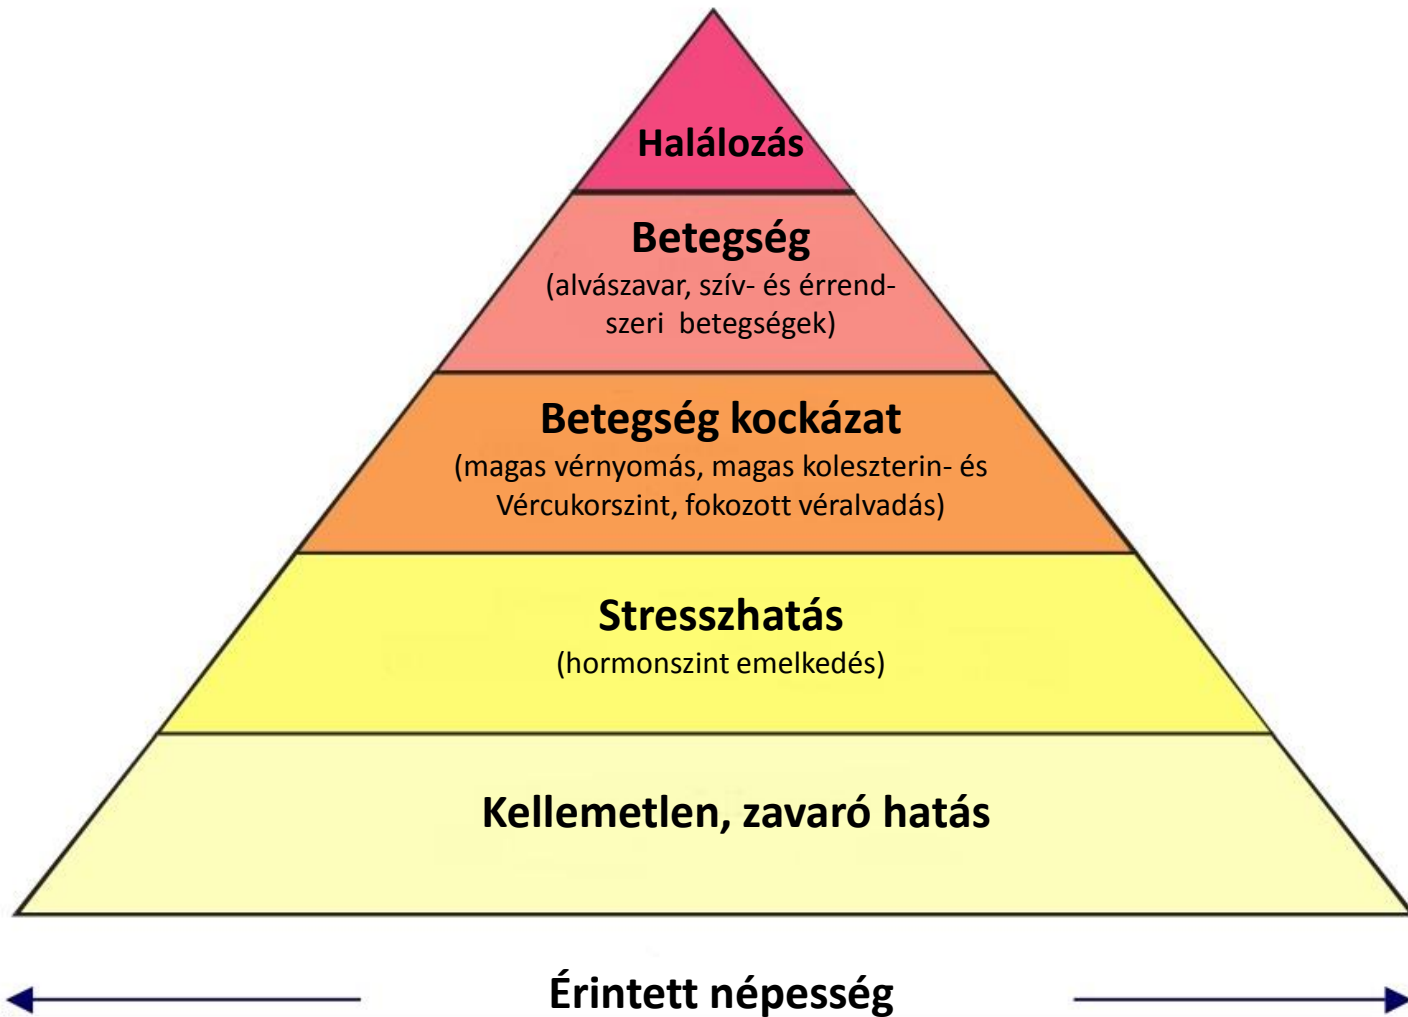 Halálozás
Betegség
(alvászavar, szív- és érrend-
szeri betegségek)
Betegség kockázat
(magas vérnyomás, magas koleszterin- és
Vércukorszint, fokozott véralvadás)
Stresszhatás
(hormonszint emelkedés)
Kellemetlen, zavaró hatás
Érintett népesség